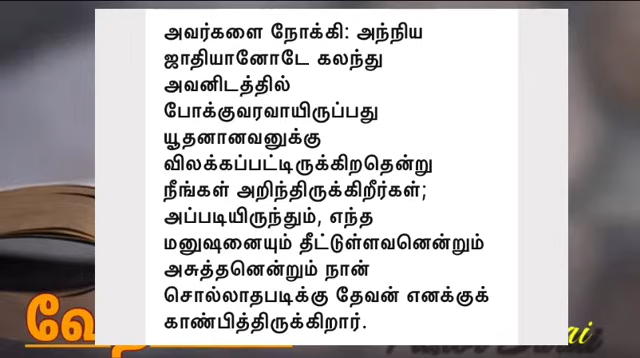 அவர்களை நோக்கி: அந்நிய
ஜாதியானோடே கலந்து
அவனிடத்தில்
போக்குவரவாயிருப்பது
யூதனானவனுக்கு
விலக்கப்பட்டிருக்கிறதென்று
நீங்கள் அறிந்திருக்கிறீர்கள்;
அப்படியிருந்தும், எந்த
மனுஷனையும் தீட்டுள்ளவனென்றும்
அசுத்தனென்றும் நான்
சொல்லாதபடிக்கு தேவன் எனக்குக்
காண்பித்திருக்கிறார்.